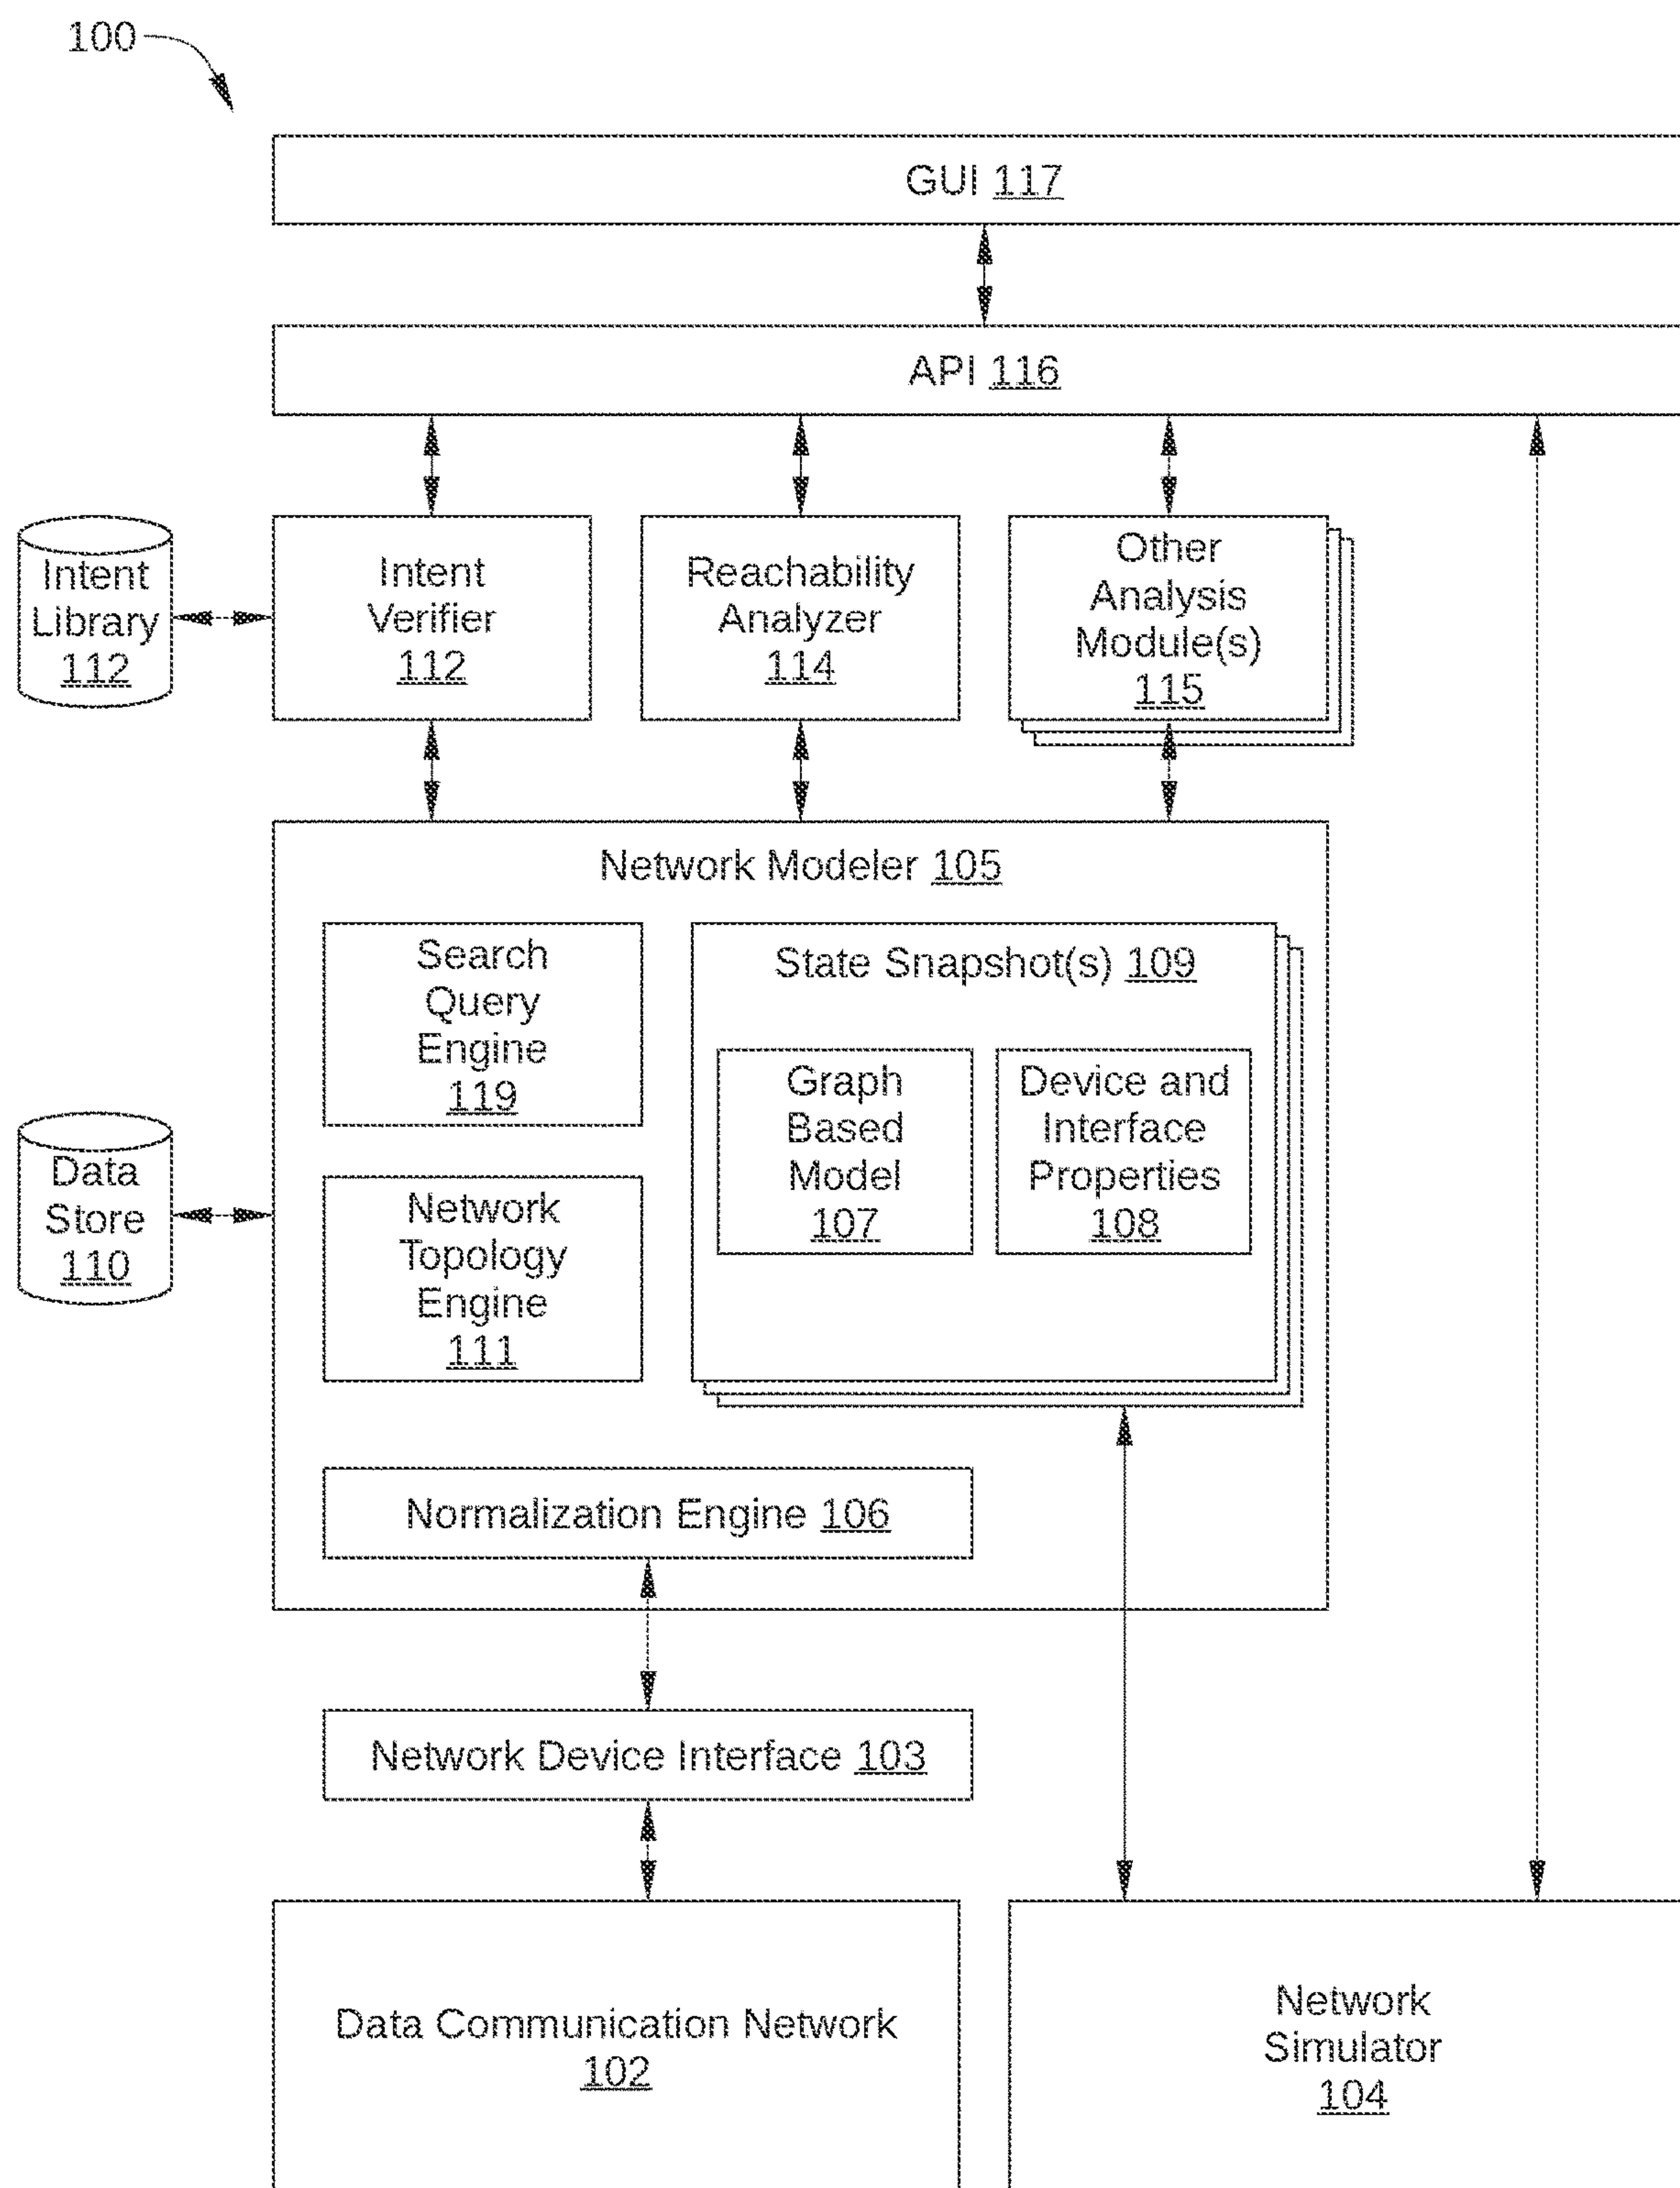 100
GUI 117
API 116
Intent
Library
112
Intent
Verifier
112
Reachability
Analyzer
114
Other
Analysis
Module(s)
115
Network Modeler 105
Search
Query
Engine
119
State Snapshot(s) 109
Graph
Based
Model
107
Device and
Interface
Properties
108
Data
Store
110
Network
Topology
Engine
111
Normalization Engine 106
Network Device Interface 103
Data Communication Network
102
Network
Simulator
104